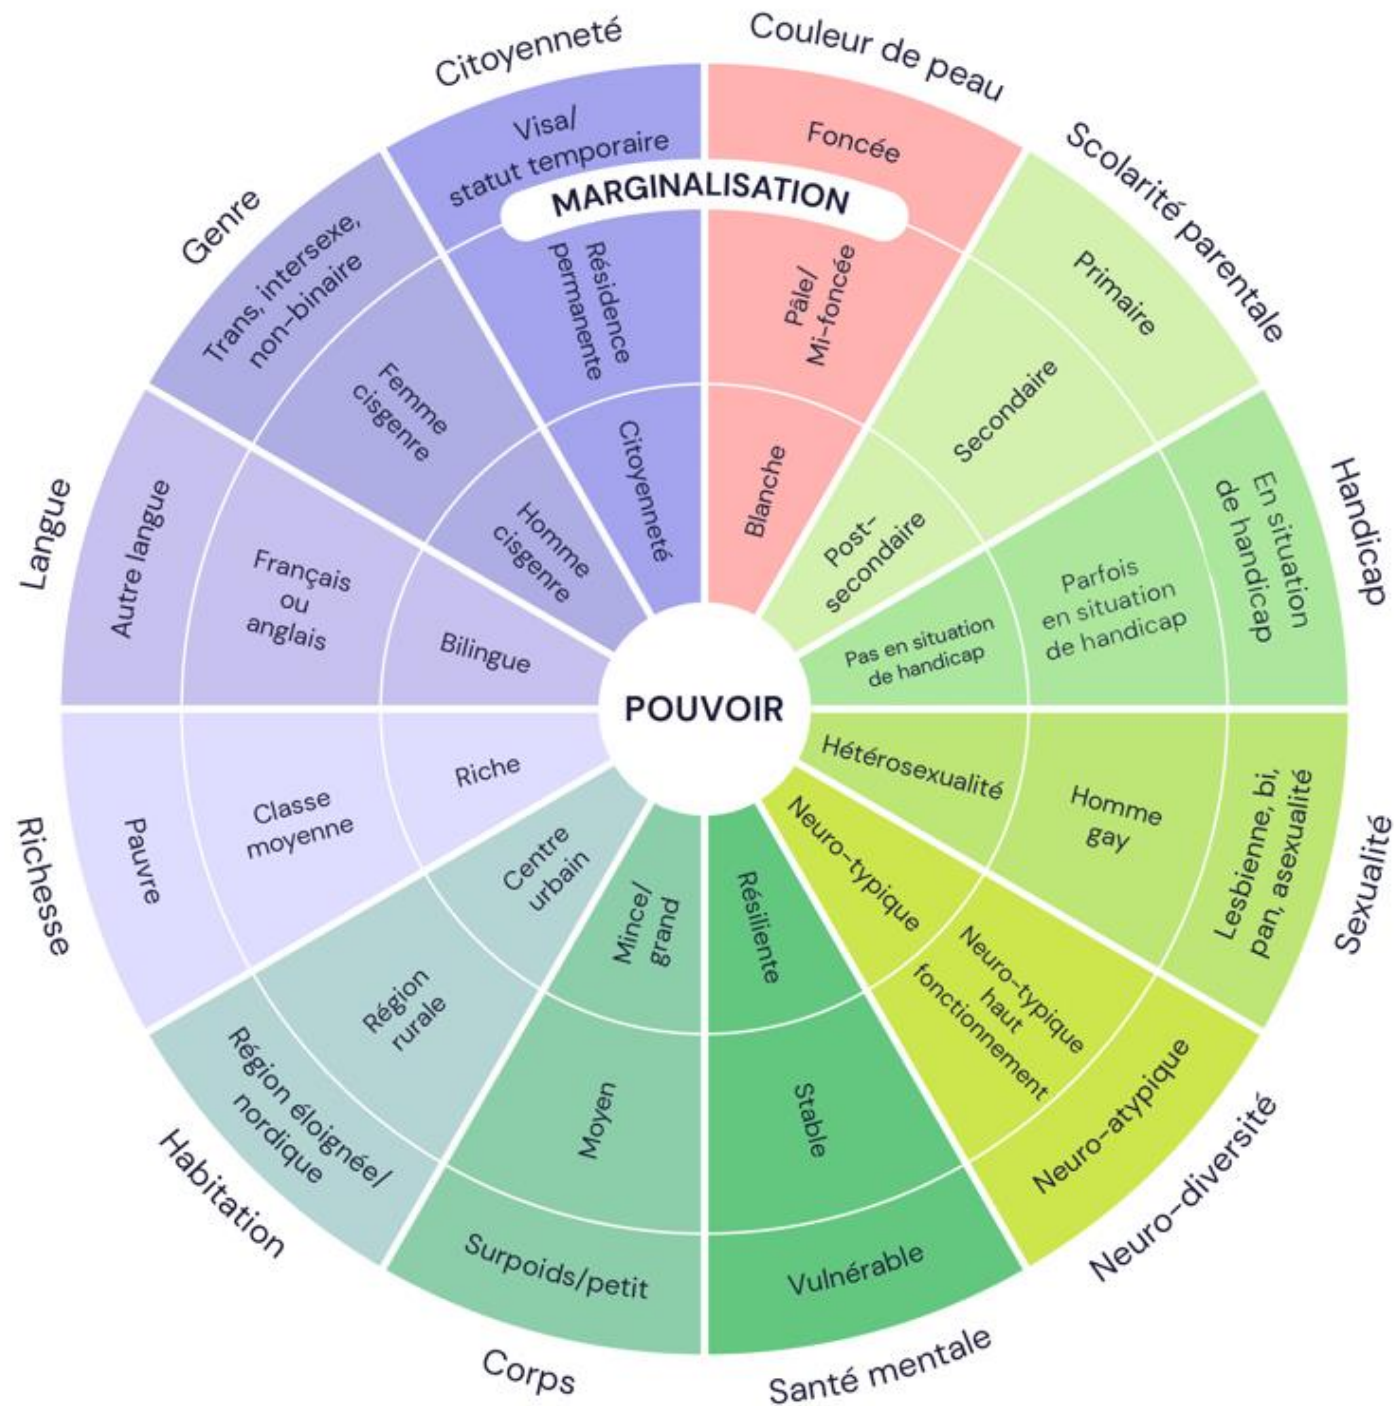 Couleur de peau
Foncée
Pâle/
Mi-foncée
Blanche
Scolarité parentale
Primaire
Secondaire
Post-
secondaire
Handicap
En situation
de handicap
Parfois
en situation
de handicap
Pas en situation
de handicap
Sexualité
Lesbienne, bi,
pan, asexualité
Homme
gay
Hétérosexualité
Neuro-diversité
Neuro-atypique
Neuro-typique
haut
fonctionnement
Neuro-typique
Santé mentale
Vulnérable
Stable
Résiliente
Corps
Surpoids/petit
Moyen
Mince/
grand
Habitation
Région éloignée/
nordique
Région
rurale
Centre
urbain
Richesse
Pauvre
Classe
moyenne
Riche
Langue
Autre langue
Français
ou
anglais
Bilingue
Genre
Trans, intersexe,
non-binaire
Femme
cisgenre
Homme
cisgenre
Citoyenneté
Visa/
statut temporaire
Résidence
permanente
Citoyenneté
MARGINALISATION
POUVOIR